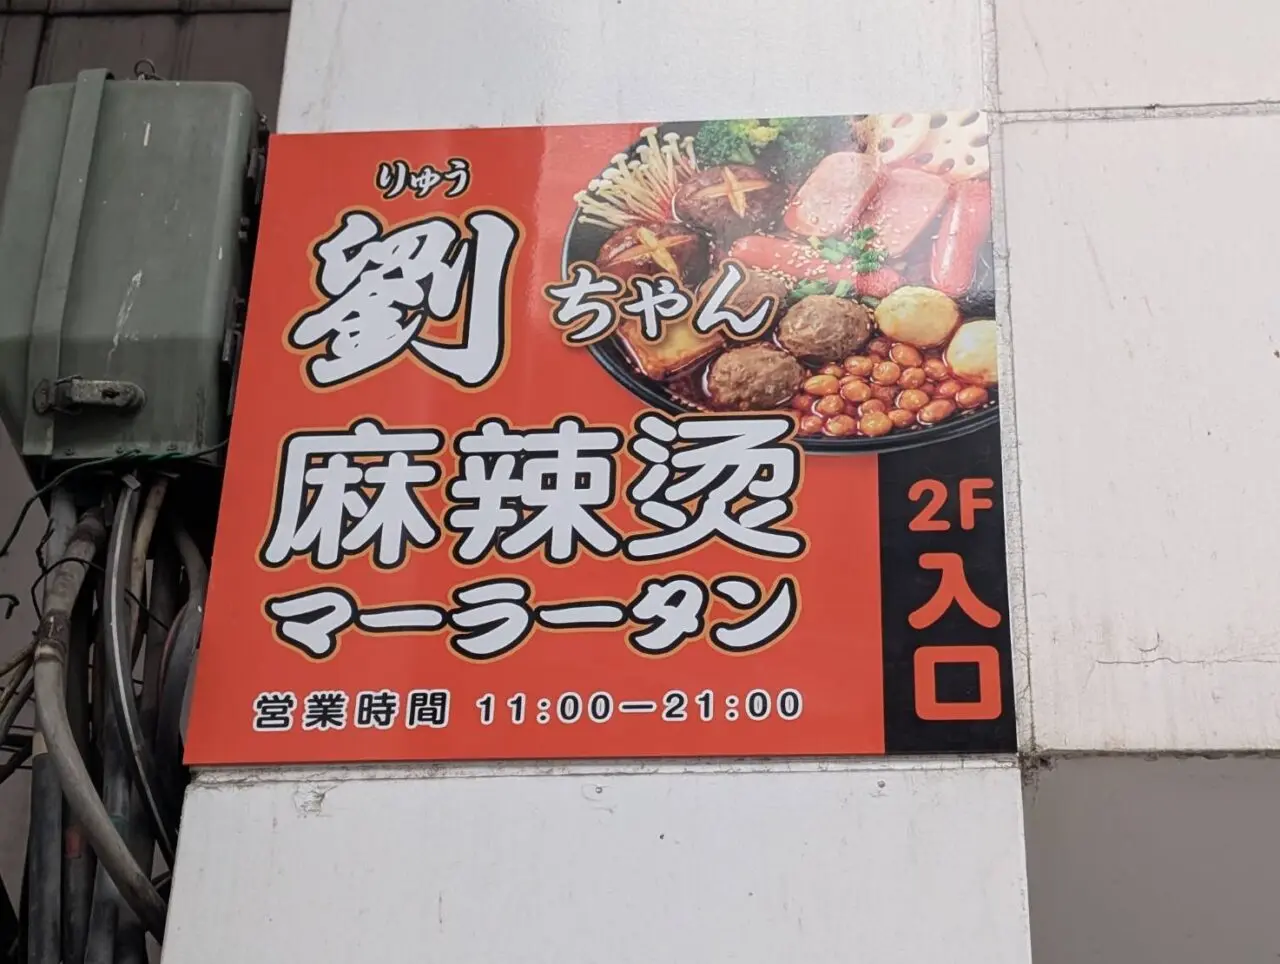 りゅう
劉ちゃん
麻辣烫
マーラータン
営業時間 11:00－21:00
2F
入
口